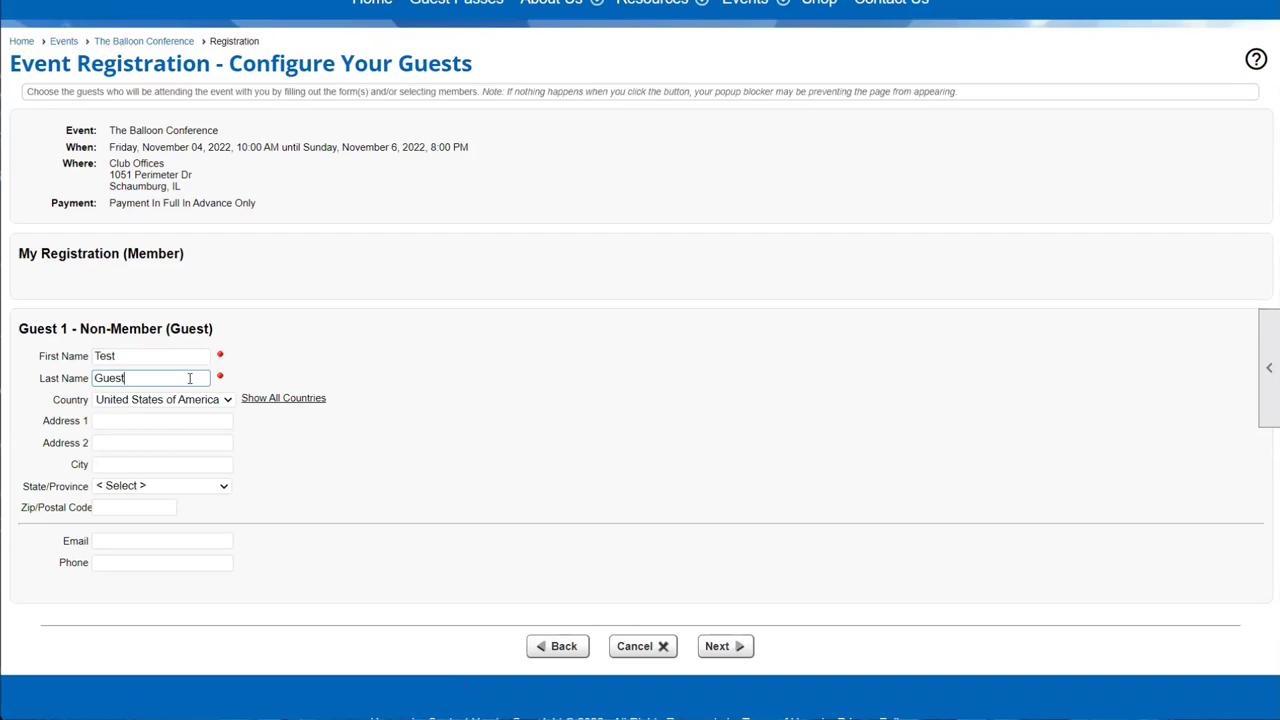 Home Guest Passes About Us Resources Events Shop Contact Us
Home Events The Balloon Conference Registration
Event Registration - Configure Your Guests
Choose the guests who will be attending the event with you by filling out the form(s) and/or selecting members. Note: If nothing happens when you click the button, your popup blocker may be preventing the page from appearing.
Event: The Balloon Conference
When: Friday, November 04, 2022, 10:00 AM until Sunday, November 6, 2022, 8:00 PM
Where: Club Offices
1051 Perimeter Dr
Schaumburg, IL
Payment: Payment In Full In Advance Only
My Registration (Member)
Guest 1 - Non-Member (Guest)
First Name Test
Last Name Guest
Country United States of America Show All Countries
Address 1
Address 2
City
State/Province < Select >
Zip/Postal Code
Email
Phone
Back Cancel Next